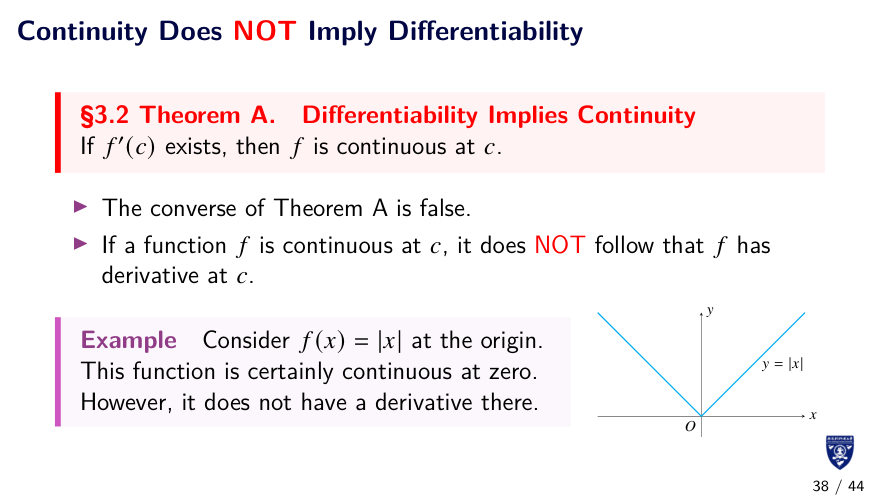 Continuity Does NOT Imply Differentiability
§3.2 Theorem A. Differentiability Implies Continuity
If f′(c) exists, then f is continuous at c.
▶ The converse of Theorem A is false.
▶ If a function f is continuous at c, it does NOT follow that f has
derivative at c.
Example Consider f(x) = |x| at the origin.
This function is certainly continuous at zero.
However, it does not have a derivative there.
y
y = |x|
x
O
38 / 44